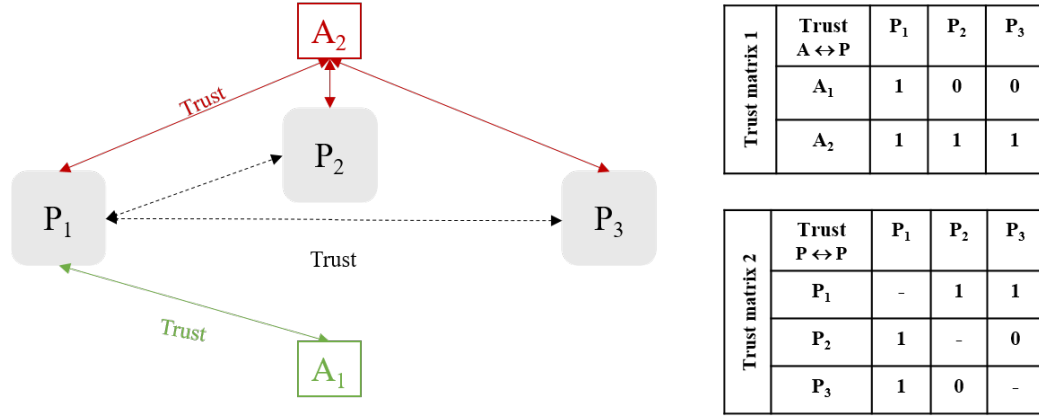 A₂
Trust
P₂
P₁
P₃
Trust
Trust
A₁
Trust matrix 1
Trust A ↔ P P₁ P₂ P₃
A₁ 1 0 0
A₂ 1 1 1
Trust matrix 2
Trust P ↔ P P₁ P₂ P₃
P₁ - 1 1
P₂ 1 - 0
P₃ 1 0 -